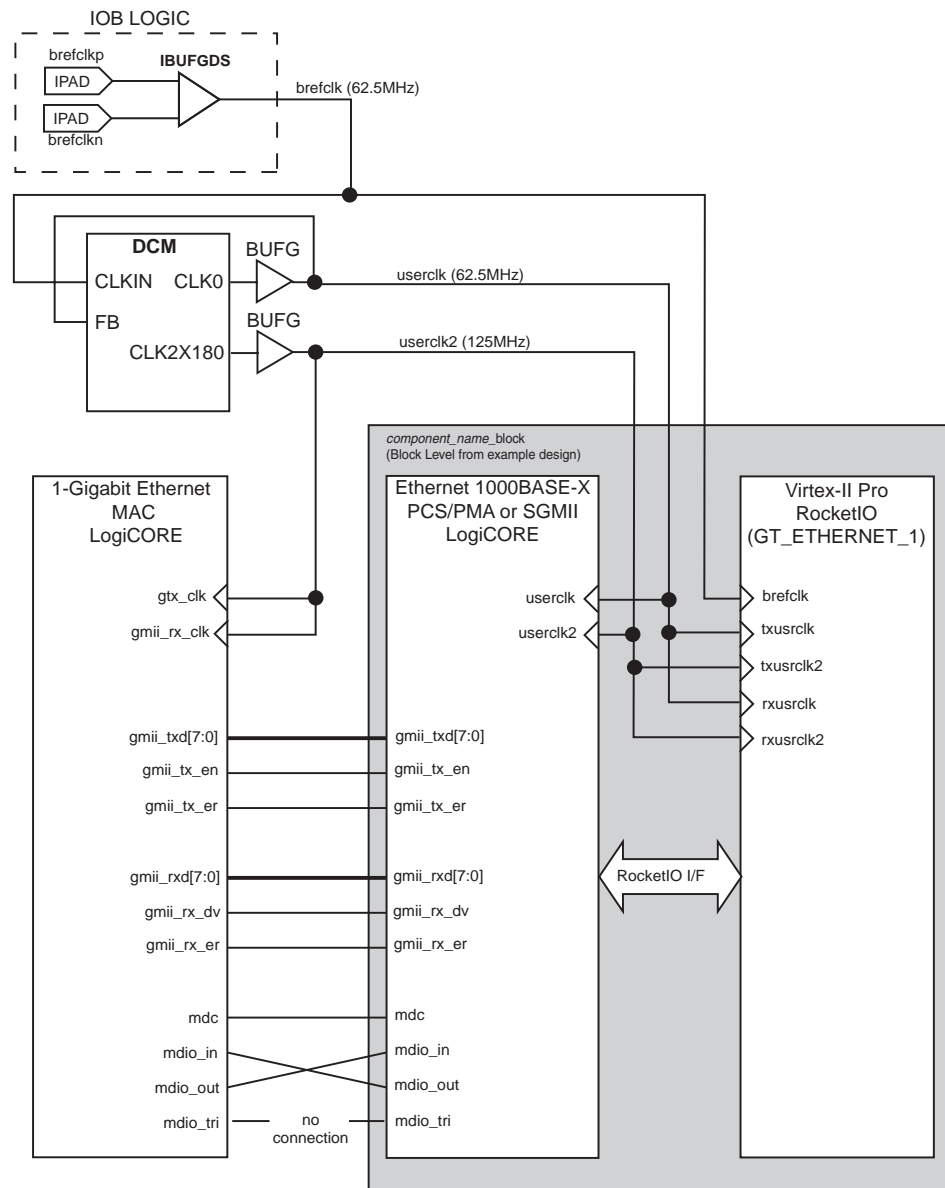 IOB LOGIC
brefclkp
IBUFGDS
IPAD
brefclk (62.5MHz)
IPAD
brefclkn
DCM
BUFG
CLKIN
CLK0
userclk (62.5MHz)
FB
BUFG
CLK2X180
userclk2 (125MHz)
component_name_block
(Block Level from example design)
1-Gigabit Ethernet
MAC
LogiCORE
Ethernet 1000BASE-X
PCS/PMA or SGMII
LogiCORE
Virtex-II Pro
RocketIO
(GT_ETHERNET_1)
gtx_clk
gmii_rx_clk
userclk
userclk2
brefclk
txusrclk
txusrclk2
rxusrclk
rxusrclk2
gmii_txd[7:0]
gmii_txd[7:0]
gmii_tx_en
gmii_tx_en
gmii_tx_er
gmii_tx_er
gmii_rxd[7:0]
gmii_rxd[7:0]
RocketIO I/F
gmii_rx_dv
gmii_rx_dv
gmii_rx_er
gmii_rx_er
mdc
mdc
mdio_in
mdio_in
mdio_out
mdio_out
mdio_tri
no
connection
mdio_tri